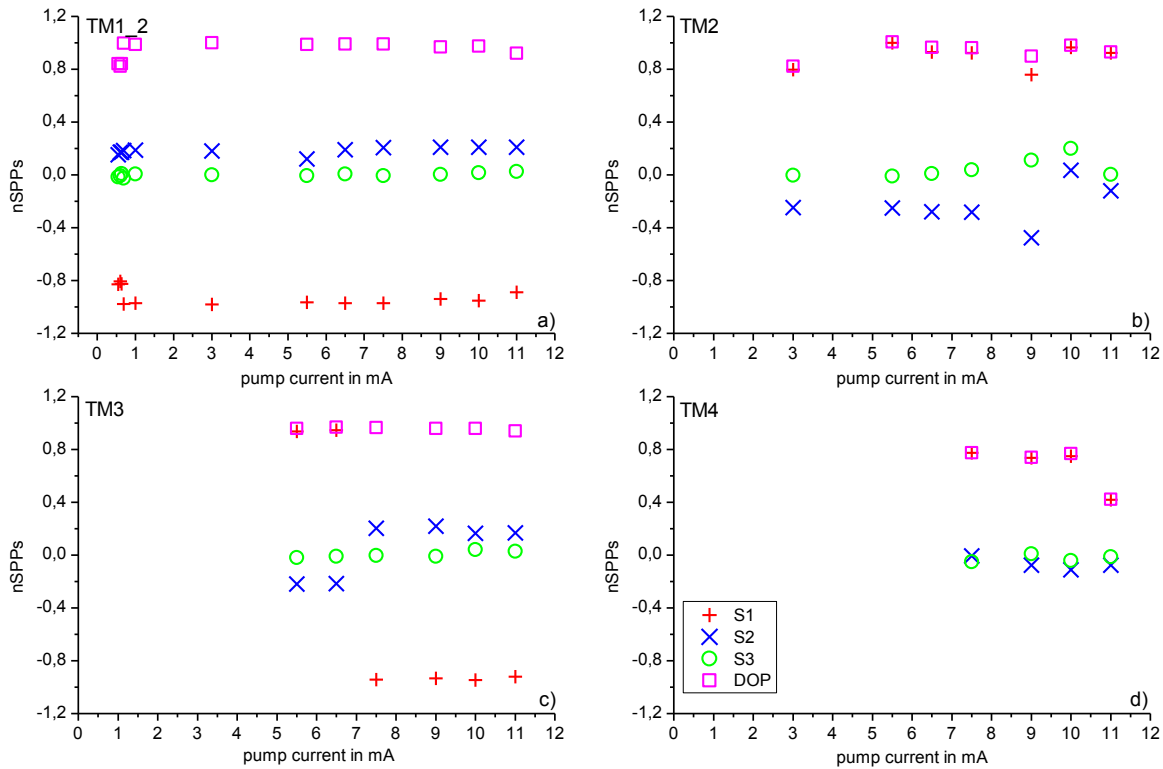 TM1_2
1,2
0,8
0,4
0,0
-0,4
-0,8
-1,2
nSPPs
0 1 2 3 4 5 6 7 8 9 10 11 12
pump current in mA
a)
TM2
1,2
0,8
0,4
0,0
-0,4
-0,8
-1,2
nSPPs
0 1 2 3 4 5 6 7 8 9 10 11 12
pump current in mA
b)
TM3
1,2
0,8
0,4
0,0
-0,4
-0,8
-1,2
nSPPs
0 1 2 3 4 5 6 7 8 9 10 11 12
pump current in mA
c)
TM4
1,2
0,8
0,4
0,0
-0,4
-0,8
-1,2
nSPPs
S1
S2
S3
DOP
0 1 2 3 4 5 6 7 8 9 10 11 12
pump current in mA
d)